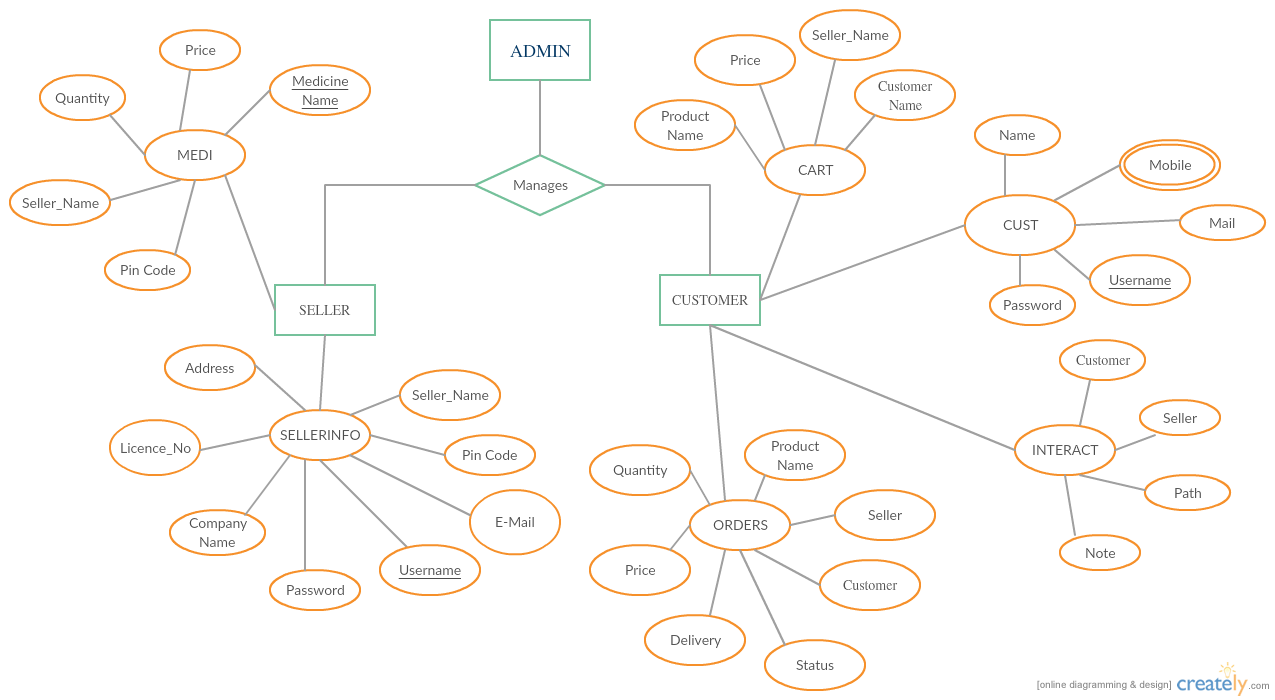 ADMIN
Manages
Price
Quantity
Medicine
Name
MEDI
Seller_Name
Pin Code
SELLER
Price
Seller_Name
Product
Name
Customer
Name
CART
CUSTOMER
Name
Mobile
CUST
Mail
Username
Password
Address
Seller_Name
SELLERINFO
Licence_No
Pin Code
Company
Name
E-Mail
Username
Password
Quantity
Product
Name
ORDERS
Seller
Price
Customer
Delivery
Status
Customer
Seller
INTERACT
Path
Note
[online diagramming & design] creately.com